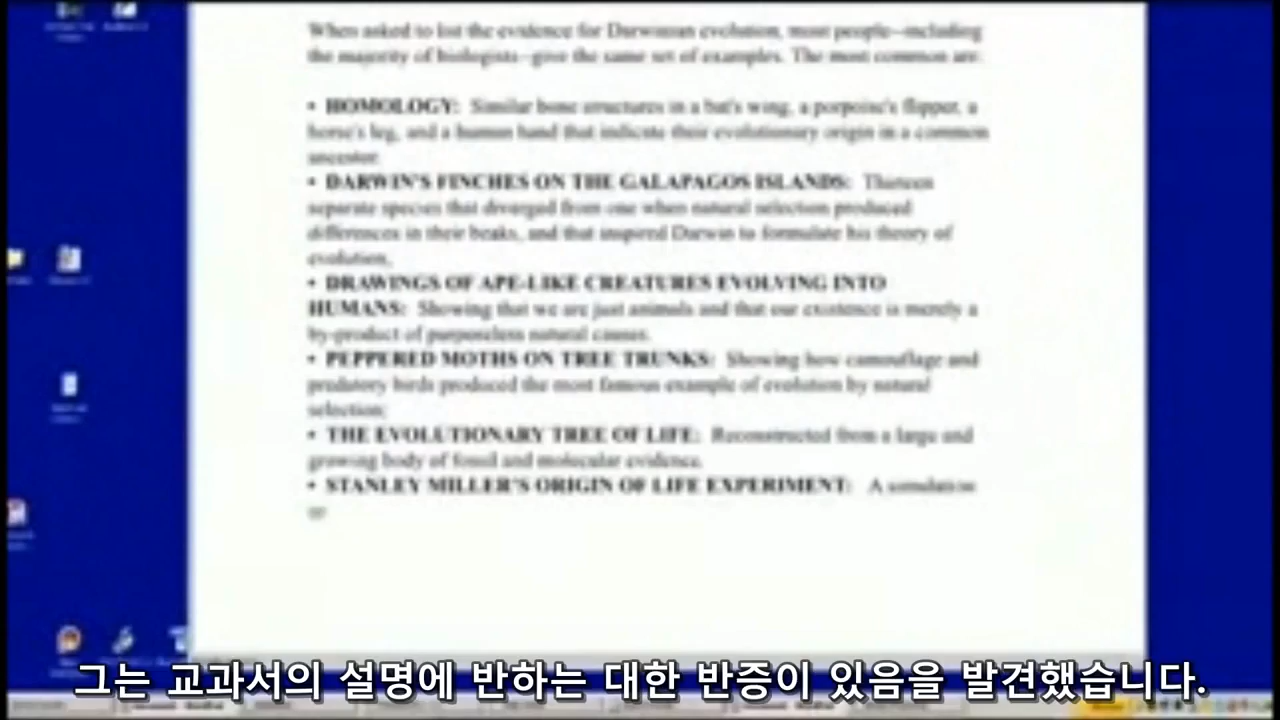 When asked to list the evidence for Darwinian evolution, most people--including
the majority of biologists--give the same set of examples. The most common are:
• HOMOLOGY: Similar bone structures in a bat's wing, a porpoise's flipper, a
horse's leg, and a human hand that indicate their evolutionary origin in a common
ancestor.
• DARWIN'S FINCHES ON THE GALAPAGOS ISLANDS: Thirteen
separate species that diverged from one when natural selection produced
differences in their beaks, and that inspired Darwin to formulate his theory of
evolution.
• DRAWINGS OF APE-LIKE CREATURES EVOLVING INTO
HUMANS: Showing that we are just animals and that our existence is merely a
by-product of purposeless natural causes.
• PEPPERED MOTHS ON TREE TRUNKS: Showing how camouflage and
predatory birds produced the most famous example of evolution by natural
selection;
• THE EVOLUTIONARY TREE OF LIFE: Reconstructed from a large and
growing body of fossil and molecular evidence.
• STANLEY MILLER'S ORIGIN OF LIFE EXPERIMENT: A simulation
그는 교과서의 설명에 반하는 대한 반증이 있음을 발견했습니다.